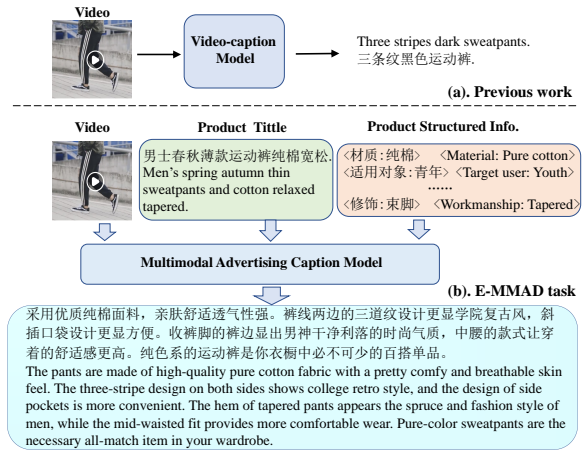 Video
Video-caption
Model
Three stripes dark sweatpants.
三条纹黑色运动裤.
(a). Previous work
Video
Product Tittle
Product Structured Info.
男士春秋薄款运动裤纯棉宽松.
Men's spring autumn thin
sweatpants and cotton relaxed
tapered.
<材质: 纯棉> <Material: Pure cotton>
<适用对象: 青年> <Target user: Youth>
......
<修饰: 束脚> <Workmanship: Tapered>
Multimodal Advertising Caption Model
(b). E-MMAD task
采用优质纯棉面料，亲肤舒适透气性强。裤线两边的三道纹设计更显学院复古风，斜
插口袋设计更显方便。收裤脚的裤边显出男神干净利落的时尚气质，中腰的款式让穿
着的舒适感更高。纯色系的运动裤是你衣橱中必不可少的百搭单品。
The pants are made of high-quality pure cotton fabric with a pretty comfy and breathable skin
feel. The three-stripe design on both sides shows college retro style, and the design of side
pockets is more convenient. The hem of tapered pants appears the spruce and fashion style of
men, while the mid-waisted fit provides more comfortable wear. Pure-color sweatpants are the
necessary all-match item in your wardrobe.